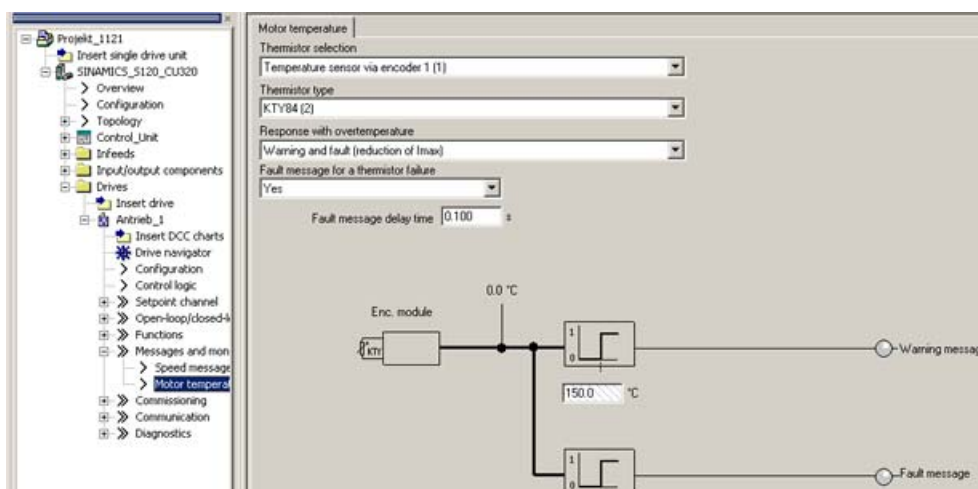 Projekt_1121
Insert single drive unit
SINAMICS_S120_CU320
Overview
Configuration
Topology
Control_Unit
Infeeds
Input/output components
Drives
Insert drive
Antrieb_1
Insert DCC charts
Drive navigator
Configuration
Control logic
Setpoint channel
Open-loop/closed-l
Functions
Messages and mon
Speed message
Motor temperat
Commissioning
Communication
Diagnostics
Motor temperature
Thermistor selection
Temperature sensor via encoder 1 (1)
Thermistor type
KTY84 (2)
Response with overtemperature
Warning and fault (reduction of Imax)
Fault message for a thermistor failure
Yes
Fault message delay time 0.100 s
0.0 °C
Enc. module
KTY
1
0
Warning messag
150.0 °C
1
0
Fault message